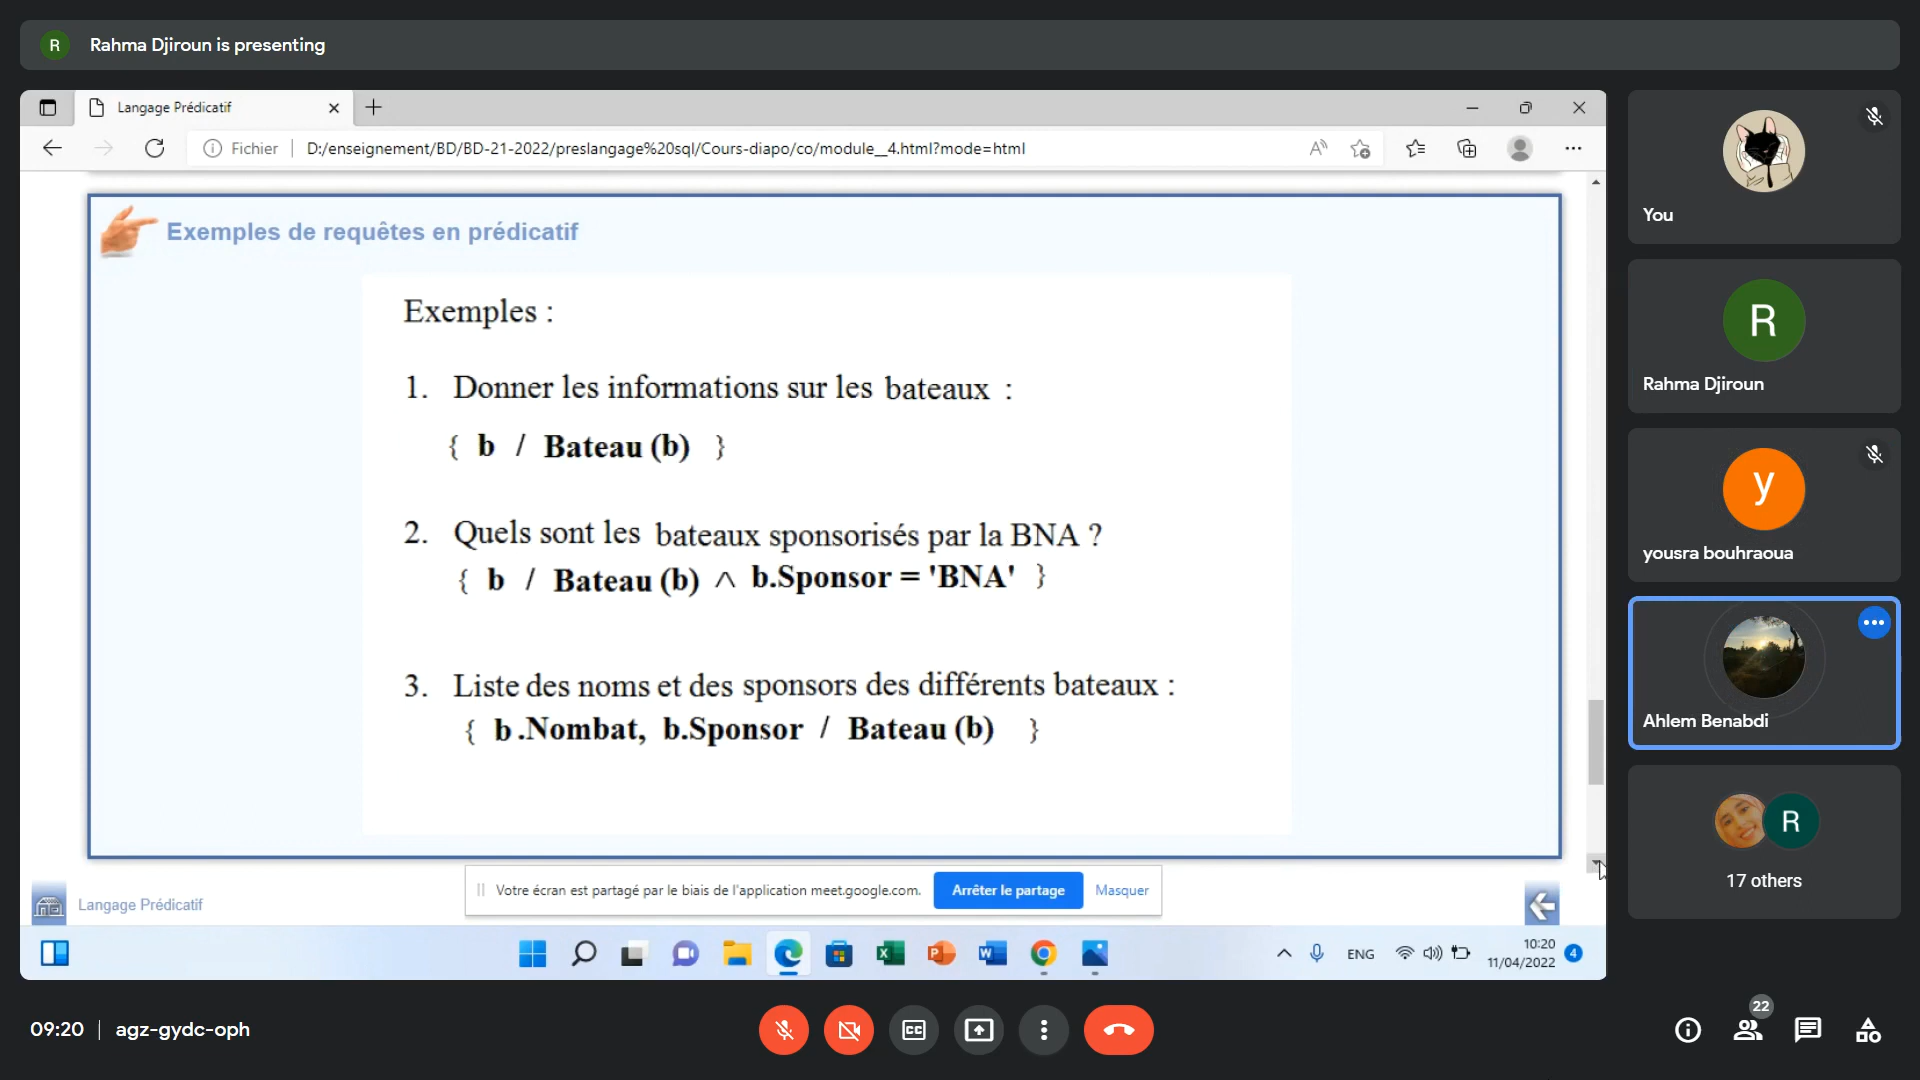 R Rahma Djiroun is presenting
Langage Prédicatif
Fichier D:/enseignement/BD/BD-21-2022/preslangage%20sql/Cours-diapo/co/module__4.html?mode=html
Exemples de requêtes en prédicatif
Exemples :
1. Donner les informations sur les bateaux :
{ b / Bateau (b) }
2. Quels sont les bateaux sponsorisés par la BNA ?
{ b / Bateau (b) ∧ b.Sponsor = 'BNA' }
3. Liste des noms et des sponsors des différents bateaux :
{ b .Nombat, b.Sponsor / Bateau (b) }
Votre écran est partagé par le biais de l'application meet.google.com. Arrêter le partage Masquer
Langage Prédicatif
ENG
10:20
11/04/2022 4
You
R
Rahma Djiroun
y
yousra bouhraoua
Ahlem Benabdi
R
17 others
09:20 | agz-gydc-oph
CC
22